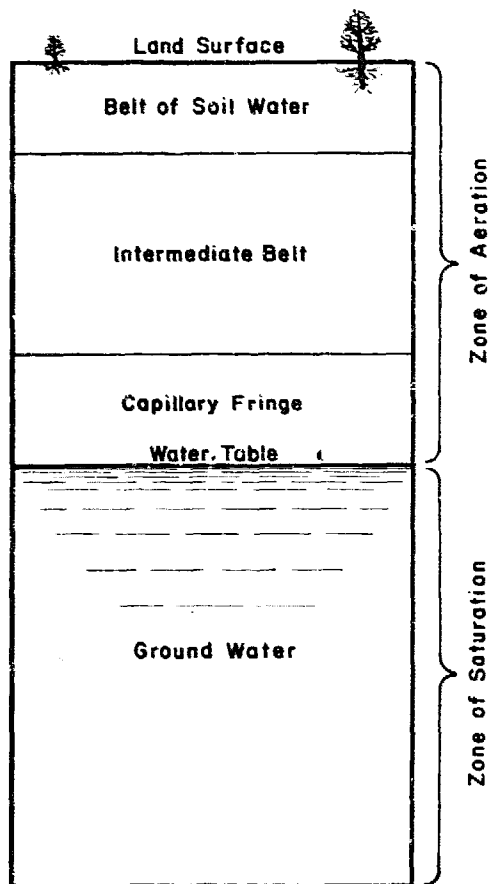 Land Surface
Belt of Soil Water
Intermediate Belt
Capillary Fringe
Water Table
Ground Water
Zone of Aeration
Zone of Saturation